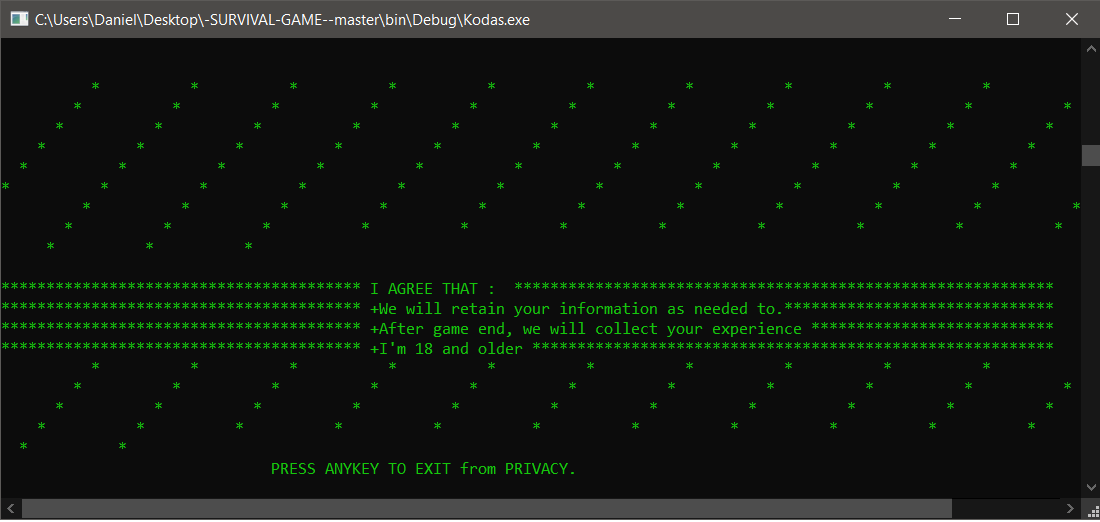 C:\Users\Daniel\Desktop\-SURVIVAL-GAME--master\bin\Debug\Kodas.exe
I AGREE THAT :
+We will retain your information as needed to.
+After game end, we will collect your experience
+I'm 18 and older
PRESS ANYKEY TO EXIT from PRIVACY.